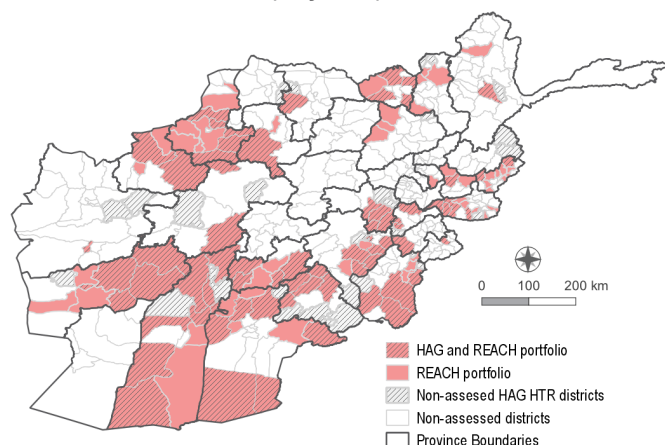 0 100 200 km
HAG and REACH portfolio
REACH portfolio
Non-assesed HAG HTR districts
Non-assessed districts
Province Boundaries